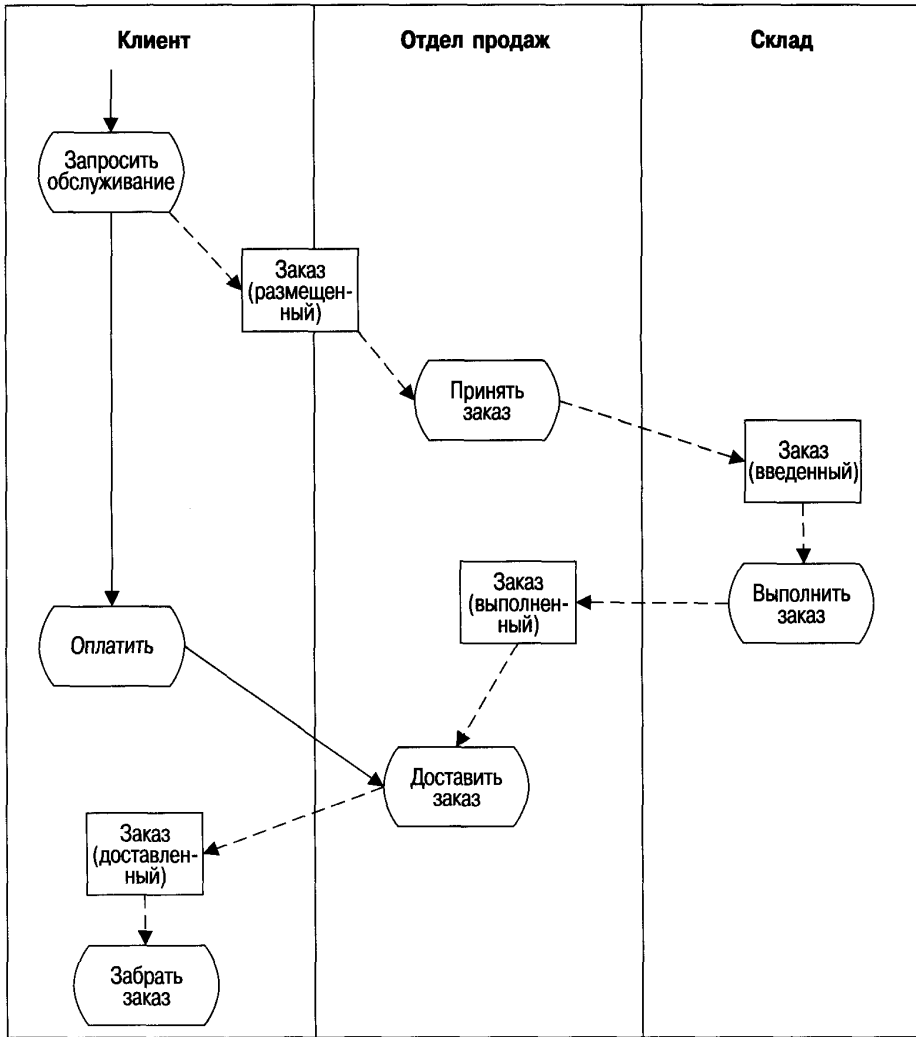 Клиент
Отдел продаж
Склад
Запросить
обслуживание
Заказ
(размещен-
ный)
Принять
заказ
Заказ
(введенный)
Заказ
(выполнен-
ный)
Выполнить
заказ
Оплатить
Доставить
заказ
Заказ
(доставлен-
ный)
Забрать
заказ